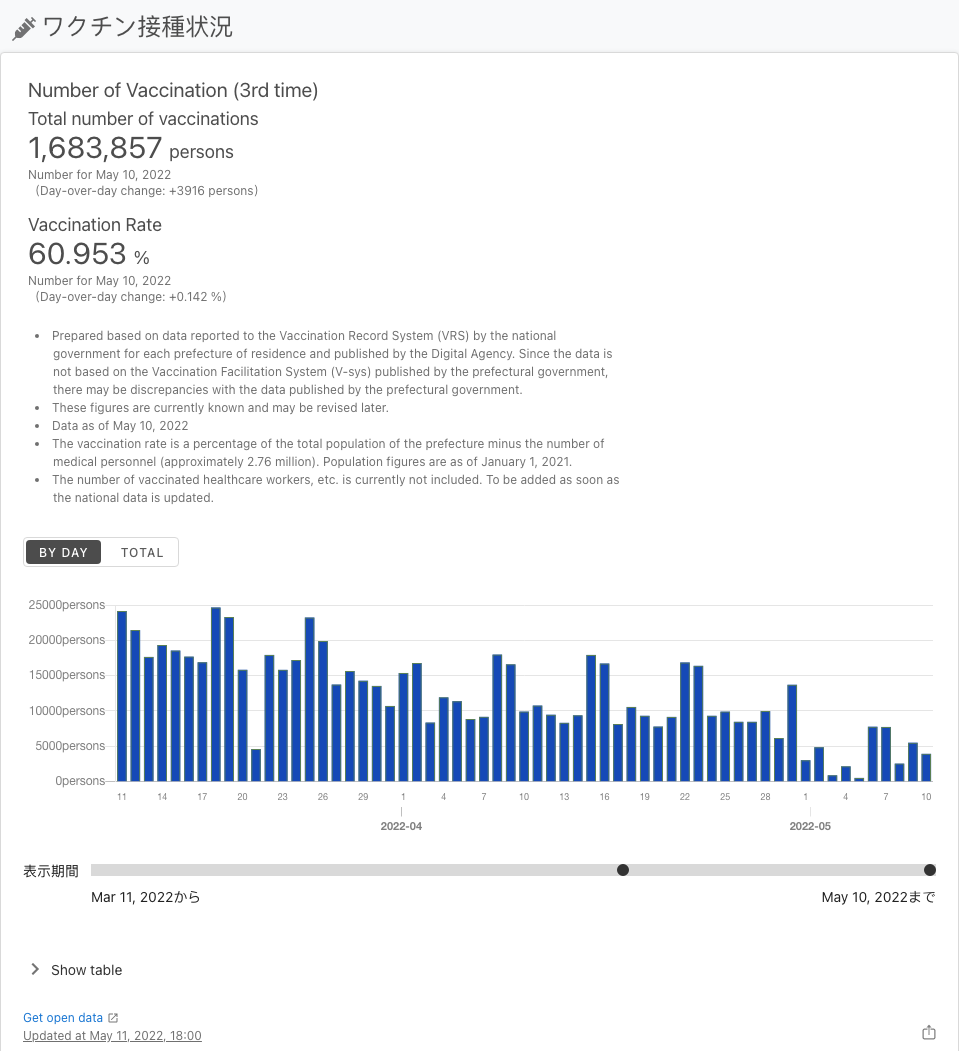 ワクチン接種状況
Number of Vaccination (3rd time)
Total number of vaccinations
1,683,857 persons
Number for May 10, 2022
(Day-over-day change: +3916 persons)
Vaccination Rate
60.953 %
Number for May 10, 2022
(Day-over-day change: +0.142 %)
• Prepared based on data reported to the Vaccination Record System (VRS) by the national
government for each prefecture of residence and published by the Digital Agency. Since the data is
not based on the Vaccination Facilitation System (V-sys) published by the prefectural government,
there may be discrepancies with the data published by the prefectural government.
• These figures are currently known and may be revised later.
• Data as of May 10, 2022
• The vaccination rate is a percentage of the total population of the prefecture minus the number of
medical personnel (approximately 2.76 million). Population figures are as of January 1, 2021.
• The number of vaccinated healthcare workers, etc. is currently not included. To be added as soon as
the national data is updated.
BY DAY TOTAL
25000persons
20000persons
15000persons
10000persons
5000persons
0persons
11 14 17 20 23 26 29 1 4 7 10 13 16 19 22 25 28 1 4 7 10
2022-04 2022-05
表示期間
Mar 11, 2022から May 10, 2022まで
Show table
Get open data
Updated at May 11, 2022, 18:00